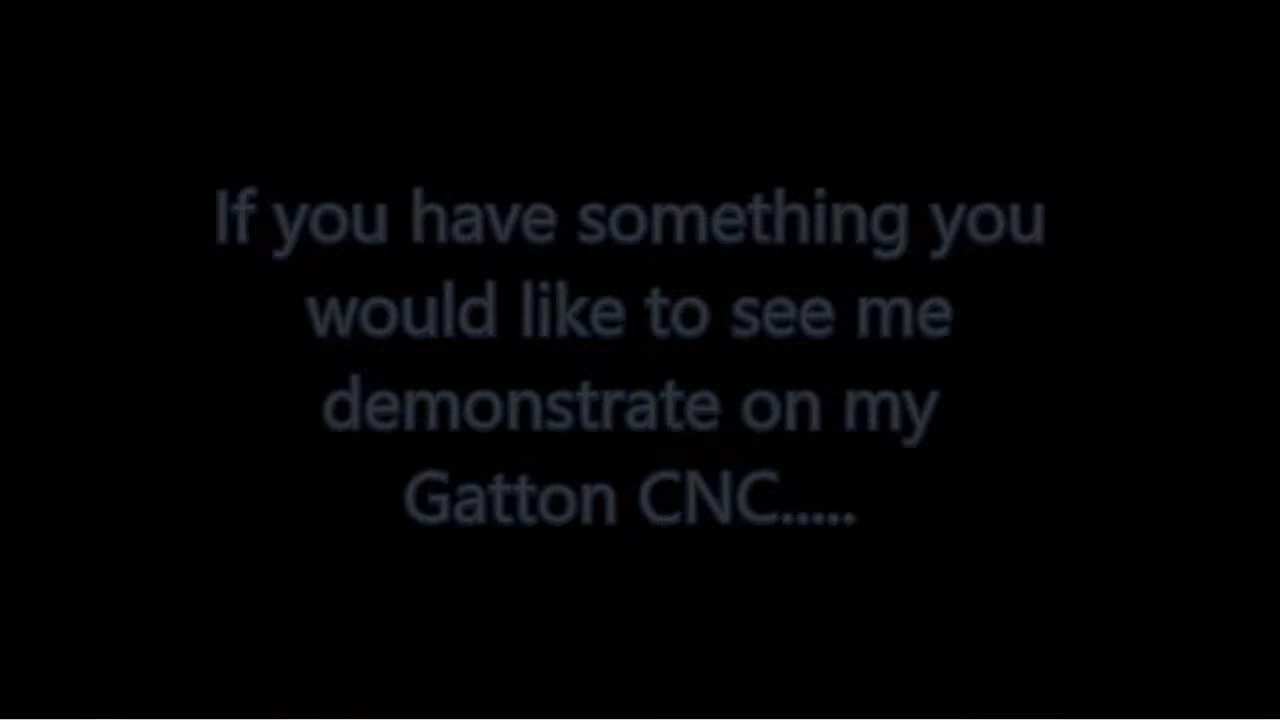 If you have something you
would like to see me
demonstrate on my
Gatton CNC.....